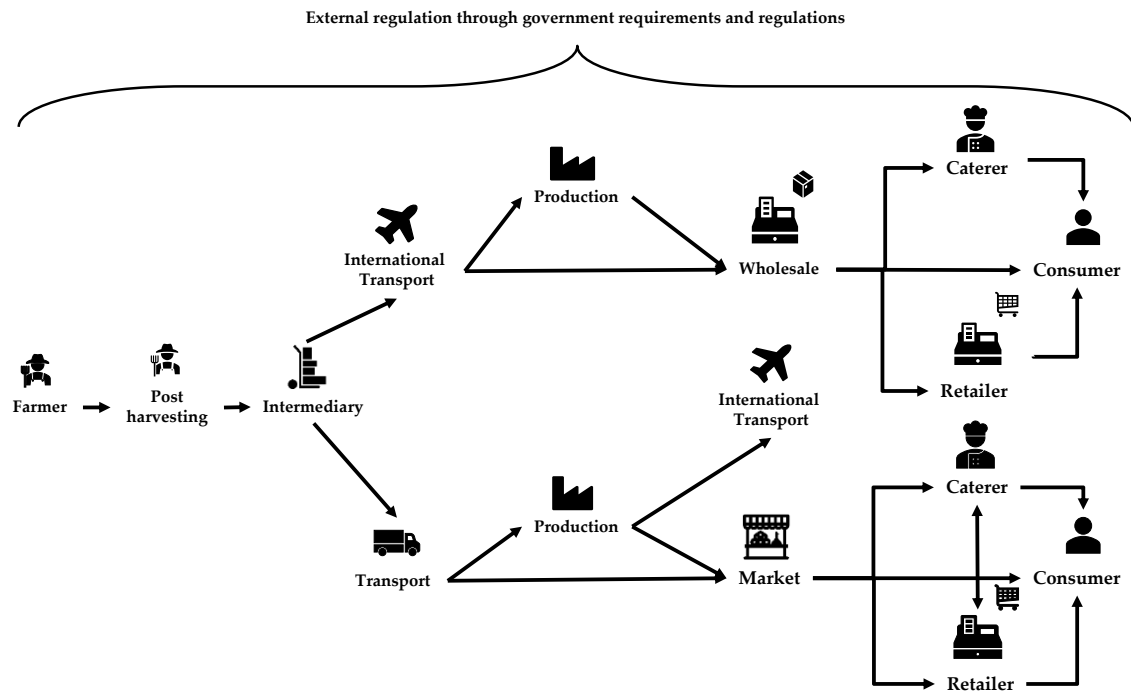 External regulation through government requirements and regulations
Caterer
Production
International
Transport
Wholesale
Consumer
Retailer
Farmer
Post
harvesting
Intermediary
International
Transport
Caterer
Production
Transport
Market
Consumer
Retailer